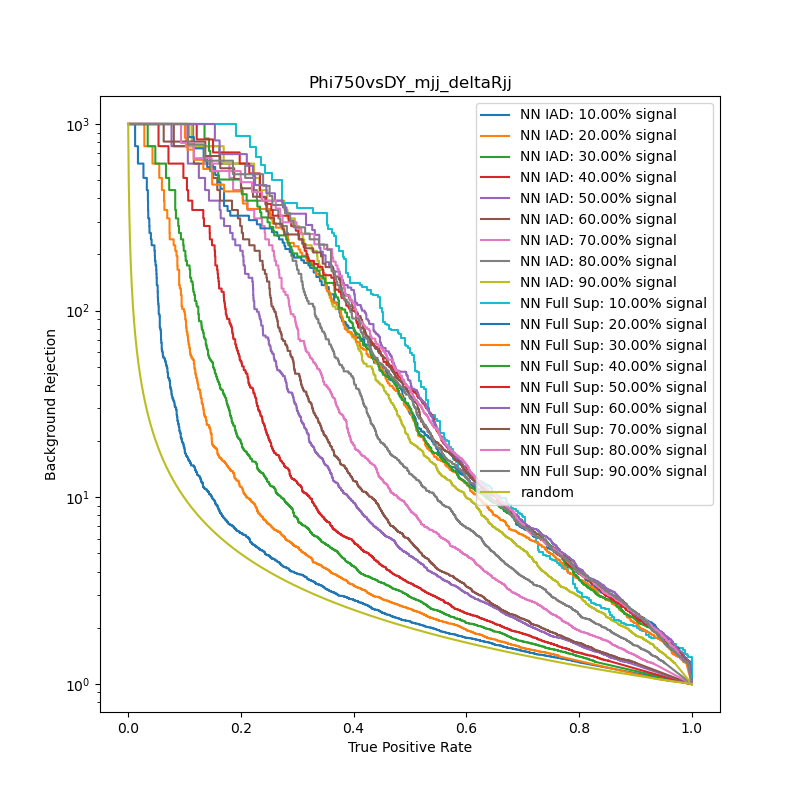 Phi750vsDY_mjj_deltaRjj
10³
10²
10¹
10⁰
Background Rejection
0.0 0.2 0.4 0.6 0.8 1.0
True Positive Rate
NN IAD: 10.00% signal
NN IAD: 20.00% signal
NN IAD: 30.00% signal
NN IAD: 40.00% signal
NN IAD: 50.00% signal
NN IAD: 60.00% signal
NN IAD: 70.00% signal
NN IAD: 80.00% signal
NN IAD: 90.00% signal
NN Full Sup: 10.00% signal
NN Full Sup: 20.00% signal
NN Full Sup: 30.00% signal
NN Full Sup: 40.00% signal
NN Full Sup: 50.00% signal
NN Full Sup: 60.00% signal
NN Full Sup: 70.00% signal
NN Full Sup: 80.00% signal
NN Full Sup: 90.00% signal
random